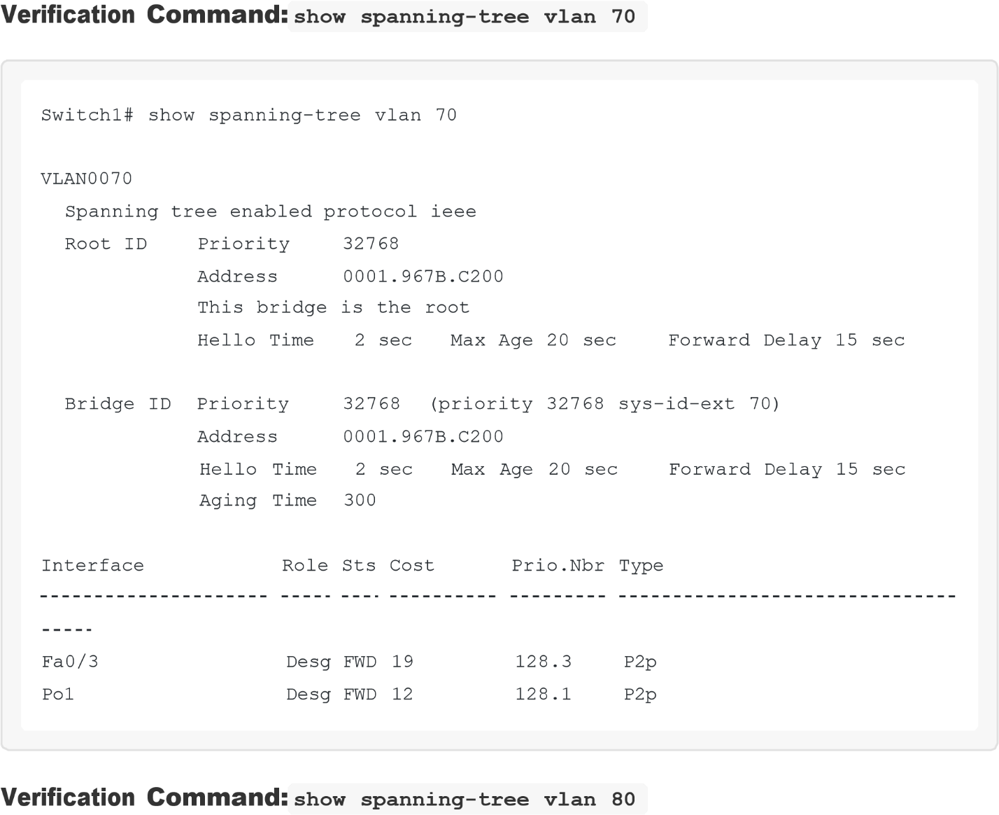 Verification Command: show spanning-tree vlan 70
Switch1# show spanning-tree vlan 70
VLAN0070
Spanning tree enabled protocol ieee
Root ID Priority 32768
Address 0001.967B.C200
This bridge is the root
Hello Time 2 sec Max Age 20 sec Forward Delay 15 sec
Bridge ID Priority 32768 (priority 32768 sys-id-ext 70)
Address 0001.967B.C200
Hello Time 2 sec Max Age 20 sec Forward Delay 15 sec
Aging Time 300
Interface Role Sts Cost Prio.Nbr Type
------------------- ---- --- --------- -------- ----------------------------
-----
Fa0/3 Desg FWD 19 128.3 P2p
Po1 Desg FWD 12 128.1 P2p
Verification Command: show spanning-tree vlan 80